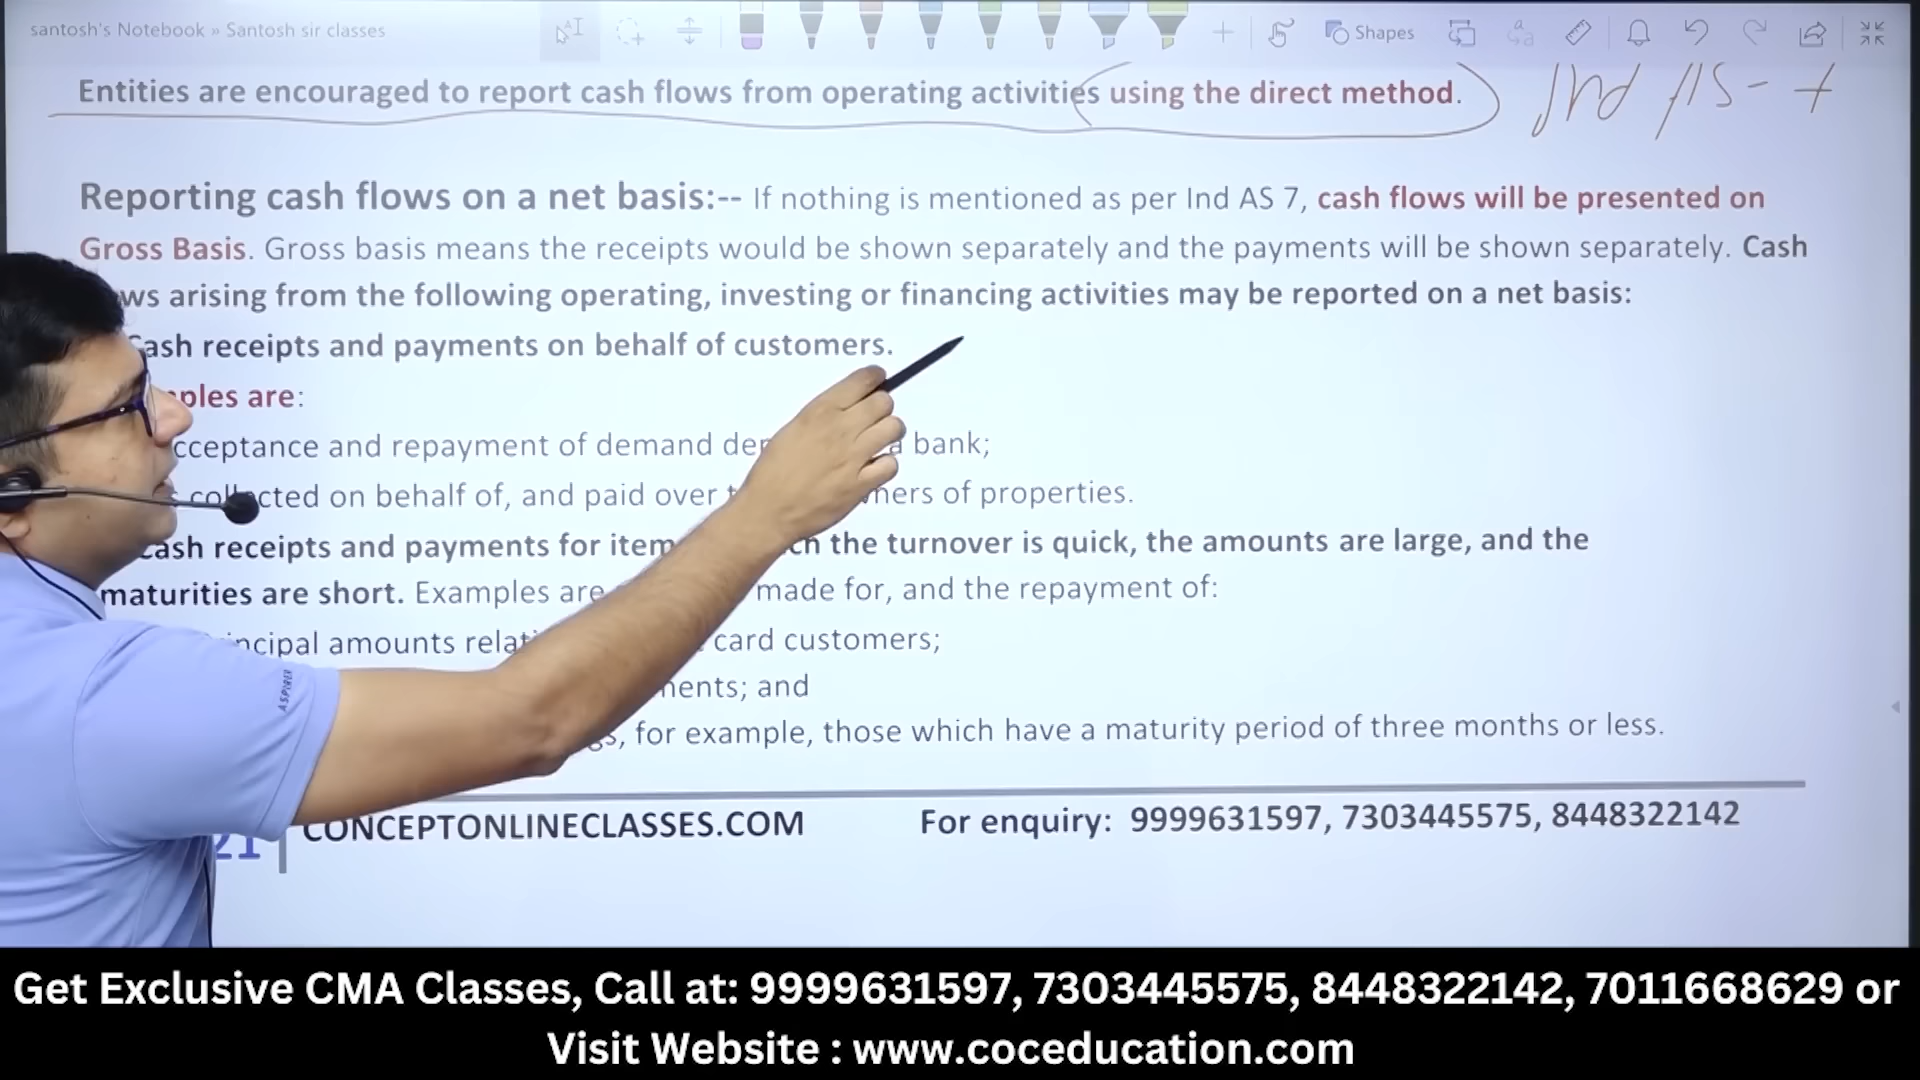 santosh's Notebook » Santosh sir classes
Shapes
Entities are encouraged to report cash flows from operating activities using the direct method.
Ind AS - 7
Reporting cash flows on a net basis:-- If nothing is mentioned as per Ind AS 7, cash flows will be presented on
Gross Basis. Gross basis means the receipts would be shown separately and the payments will be shown separately. Cash
ws arising from the following operating, investing or financing activities may be reported on a net basis:
Cash receipts and payments on behalf of customers.
ples are:
cceptance and repayment of demand de bank;
collected on behalf of, and paid over ners of properties.
Cash receipts and payments for item the turnover is quick, the amounts are large, and the
maturities are short. Examples are made for, and the repayment of:
ncipal amounts relat card customers;
ments; and
gs, for example, those which have a maturity period of three months or less.
21 CONCEPTONLINECLASSES.COM For enquiry: 9999631597, 7303445575, 8448322142
Get Exclusive CMA Classes, Call at: 9999631597, 7303445575, 8448322142, 7011668629 or
Visit Website : www.coceducation.com